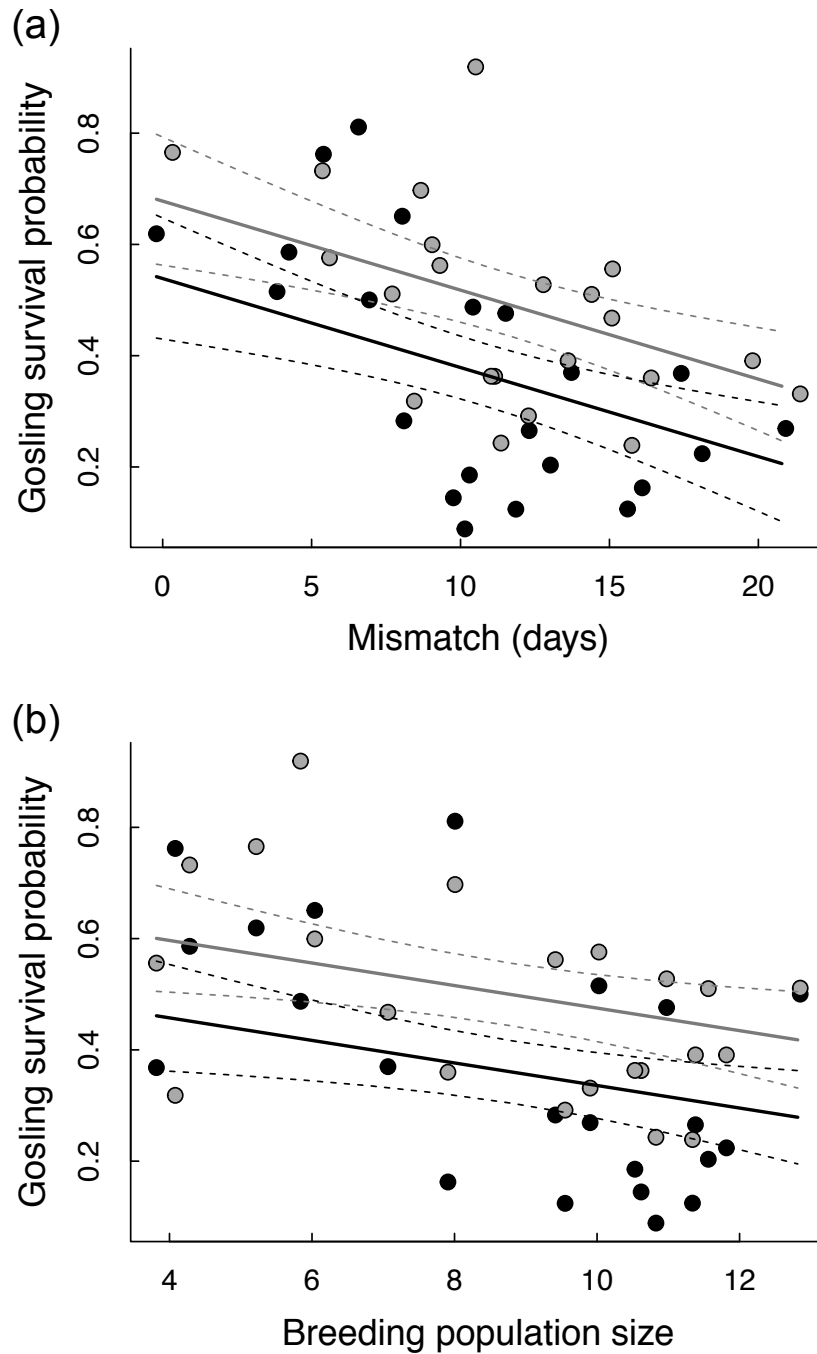 (a)
Gosling survival probability
0.8
0.6
0.4
0.2
0 5 10 15 20
Mismatch (days)
(b)
Gosling survival probability
0.8
0.6
0.4
0.2
4 6 8 10 12
Breeding population size